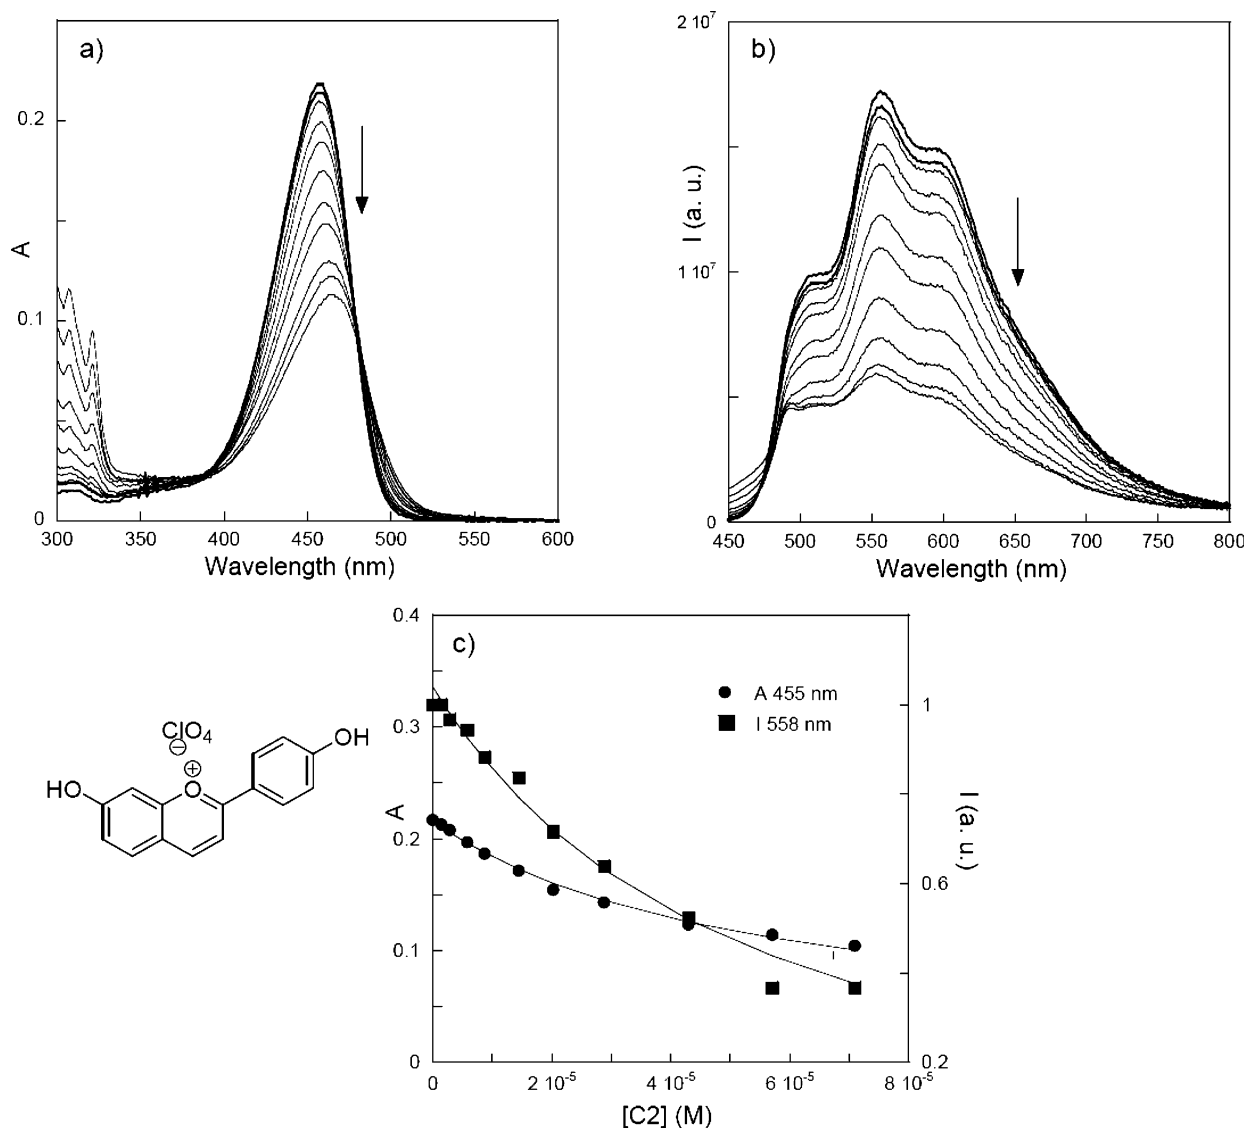 a)
0.2
0.1
0
A
300 350 400 450 500 550 600
Wavelength (nm)
b)
2 10⁷
1 10⁷
0
I (a. u.)
450 500 550 600 650 700 750 800
Wavelength (nm)
ClO₄
⊖
⊕
O
HO
OH
c)
0.4
0.3
0.2
0.1
0
A
A 455 nm
I 558 nm
1
0.6
0.2
I (a. u.)
0 2 10⁻⁵ 4 10⁻⁵ 6 10⁻⁵ 8 10⁻⁵
[C2] (M)